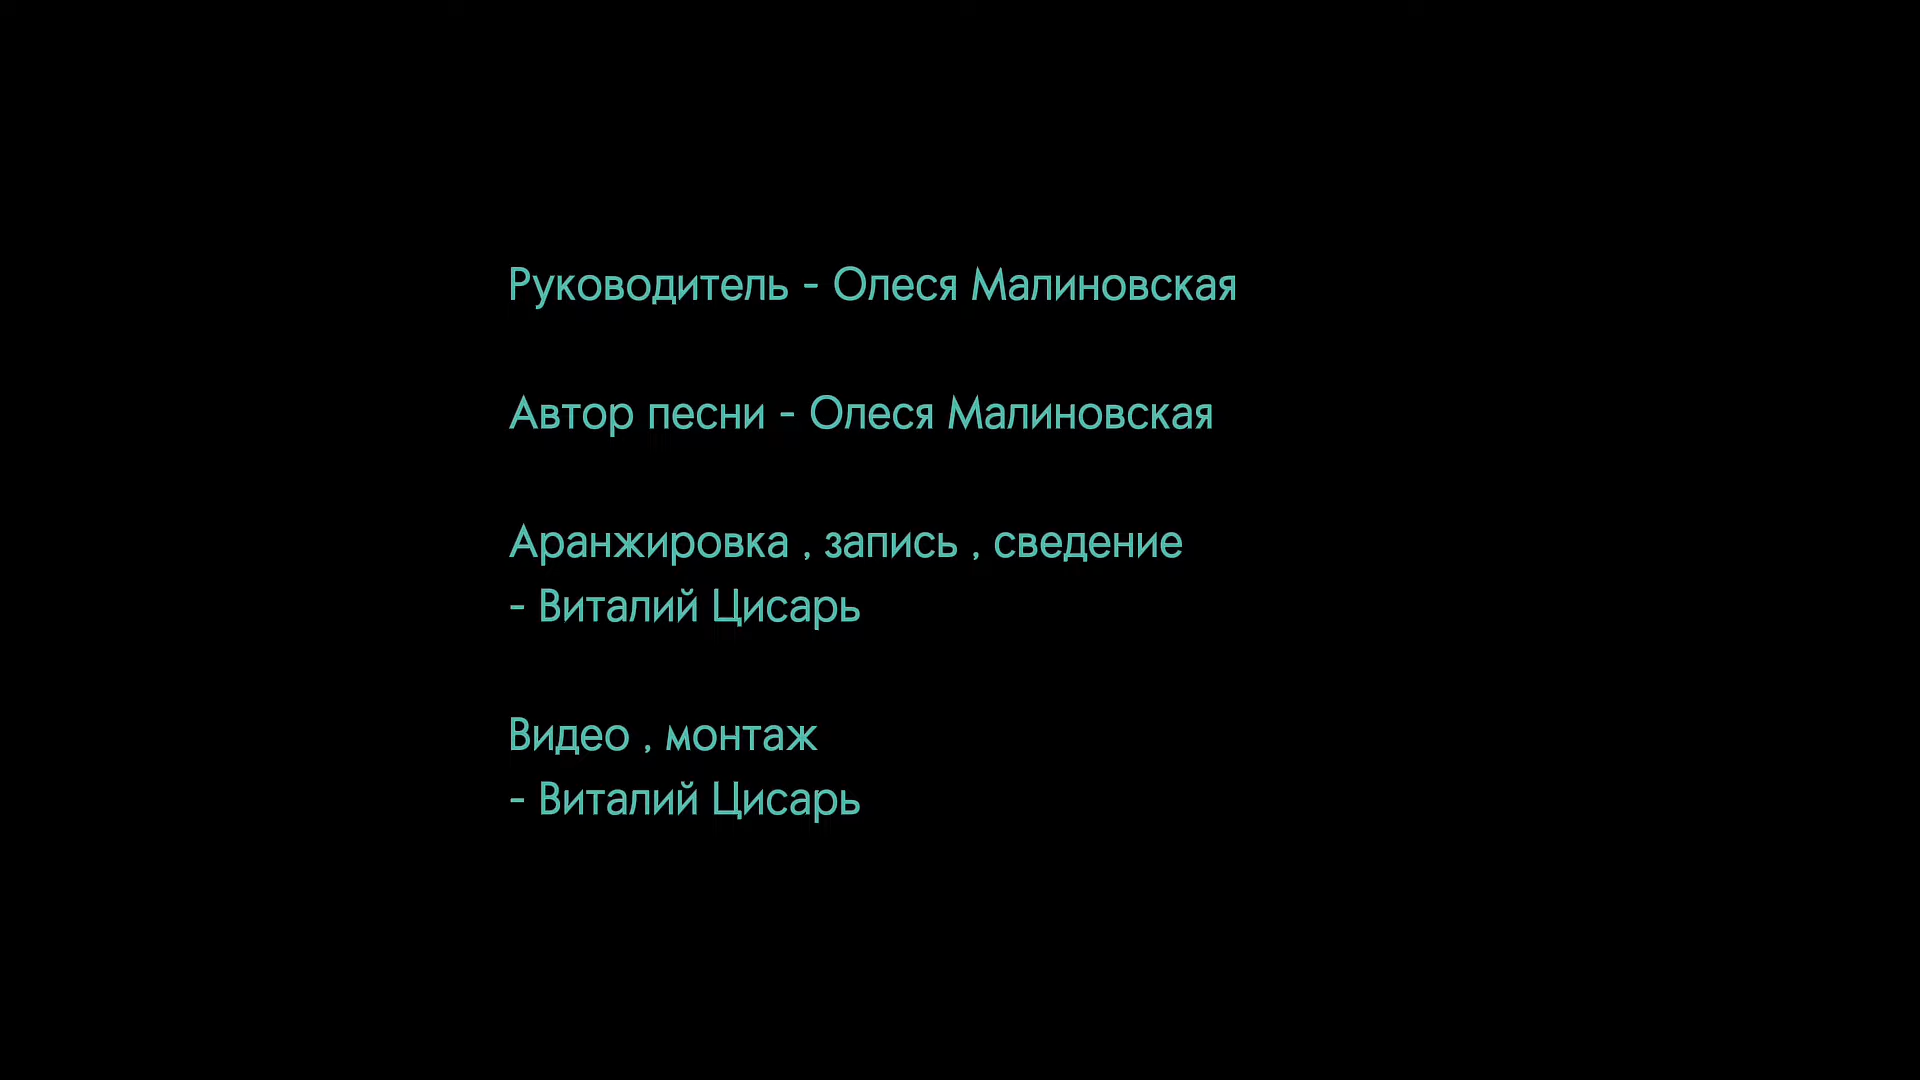 Руководитель - Олеся Малиновская
Автор песни - Олеся Малиновская
Аранжировка , запись , сведение
- Виталий Цисарь
Видео , монтаж
- Виталий Цисарь